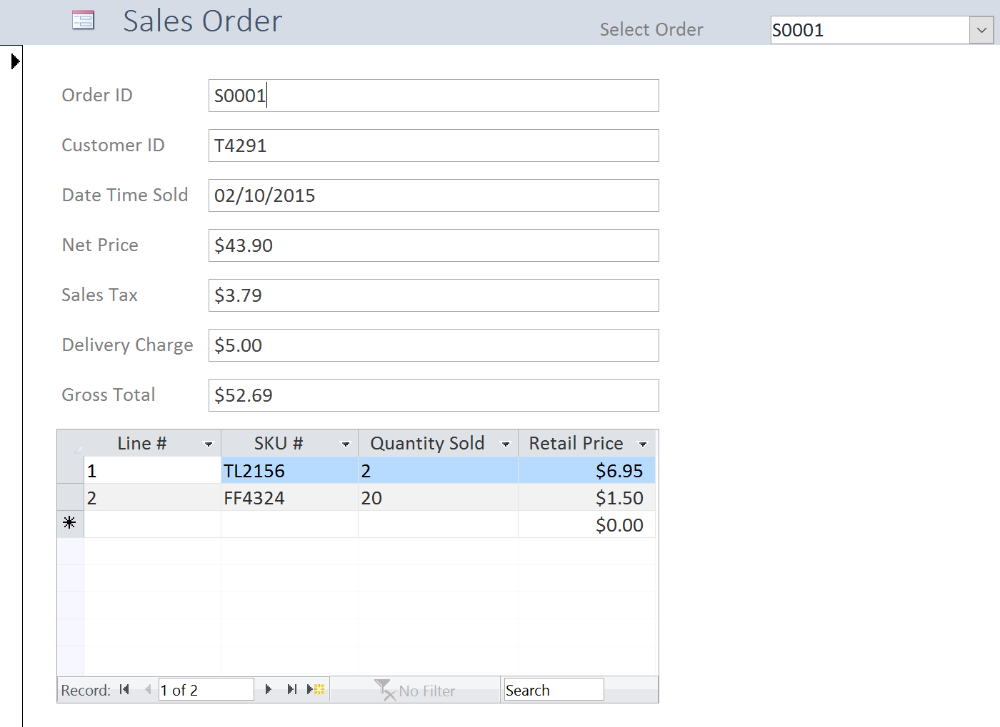 Sales Order
Select Order S0001
Order ID S0001
Customer ID T4291
Date Time Sold 02/10/2015
Net Price $43.90
Sales Tax $3.79
Delivery Charge $5.00
Gross Total $52.69
Line # SKU # Quantity Sold Retail Price
1 TL2156 2 $6.95
2 FF4324 20 $1.50
$0.00
Record: 1 of 2 No Filter Search